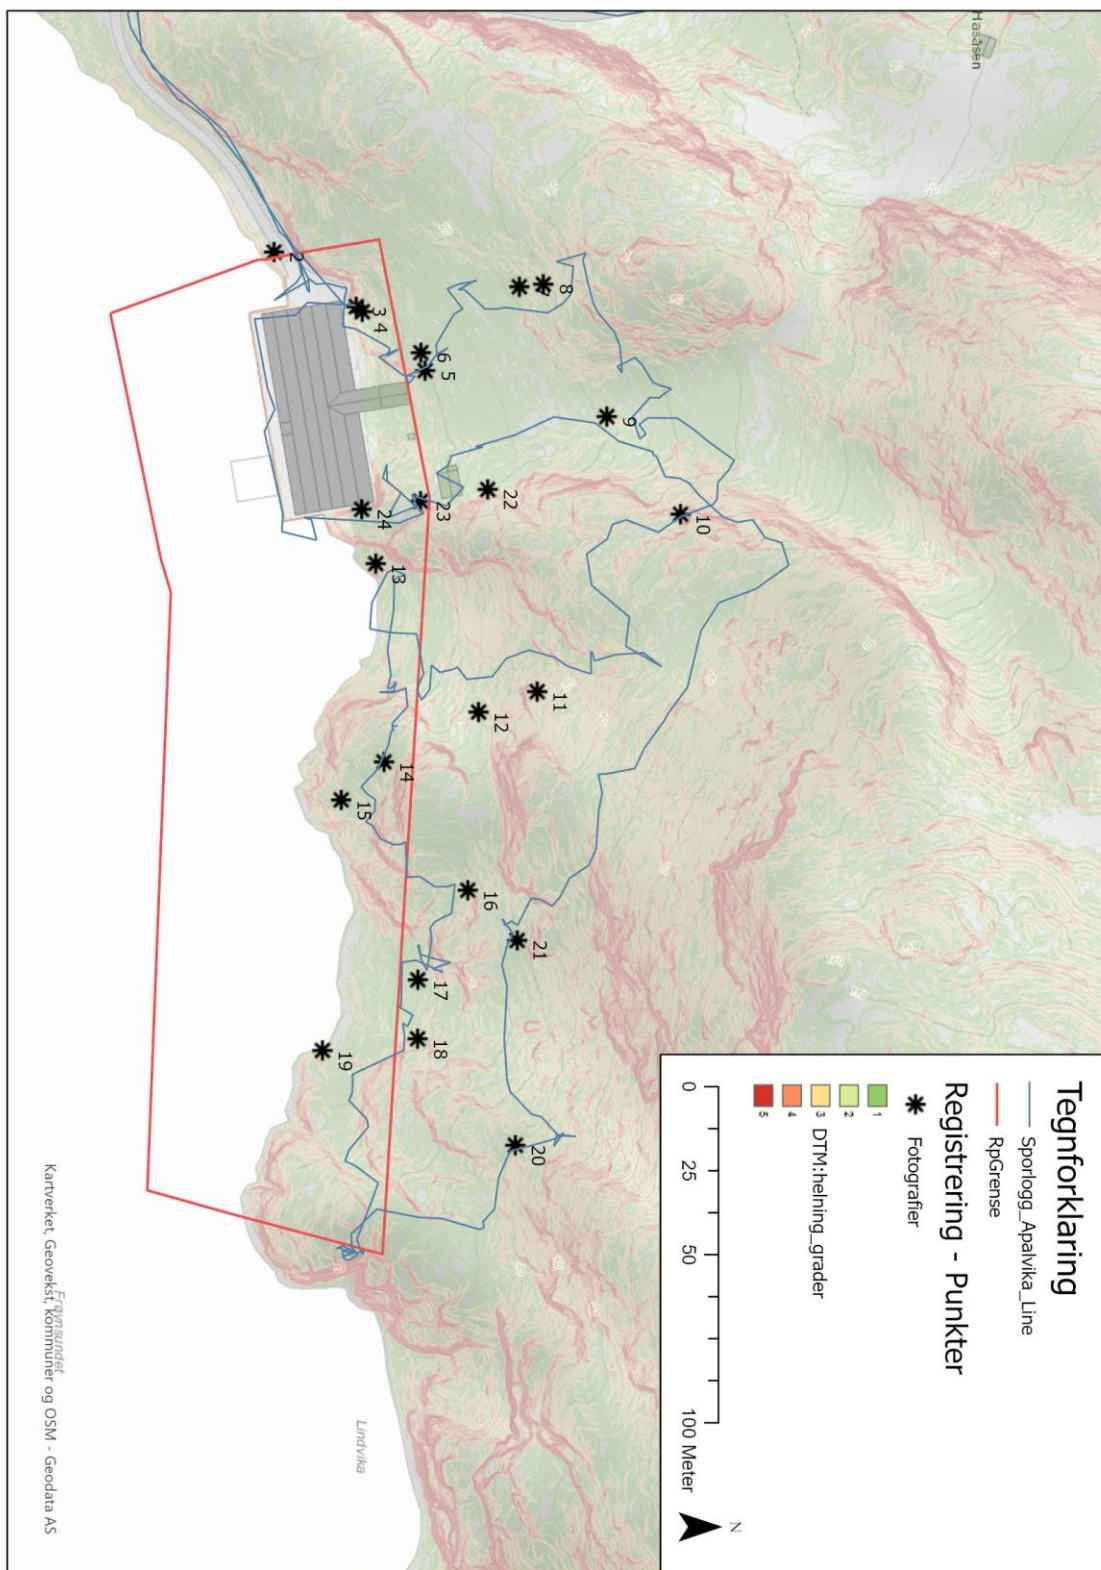 Tegnforklaring
Sporlogg_Apalvika_Line
RpGrense
Registrering - Punkter
Fotografier
DTM:helning_grader
1
2
3
4
5
0 25 50 100 Meter
N
Hasåsen
2
3
4
5
6
8
9
10
11
12
13
14
15
16
17
18
19
20
21
22
23
24
Lindvika
Frøynsundet
Kartverket, Geovekst, kommuner og OSM - Geodata AS